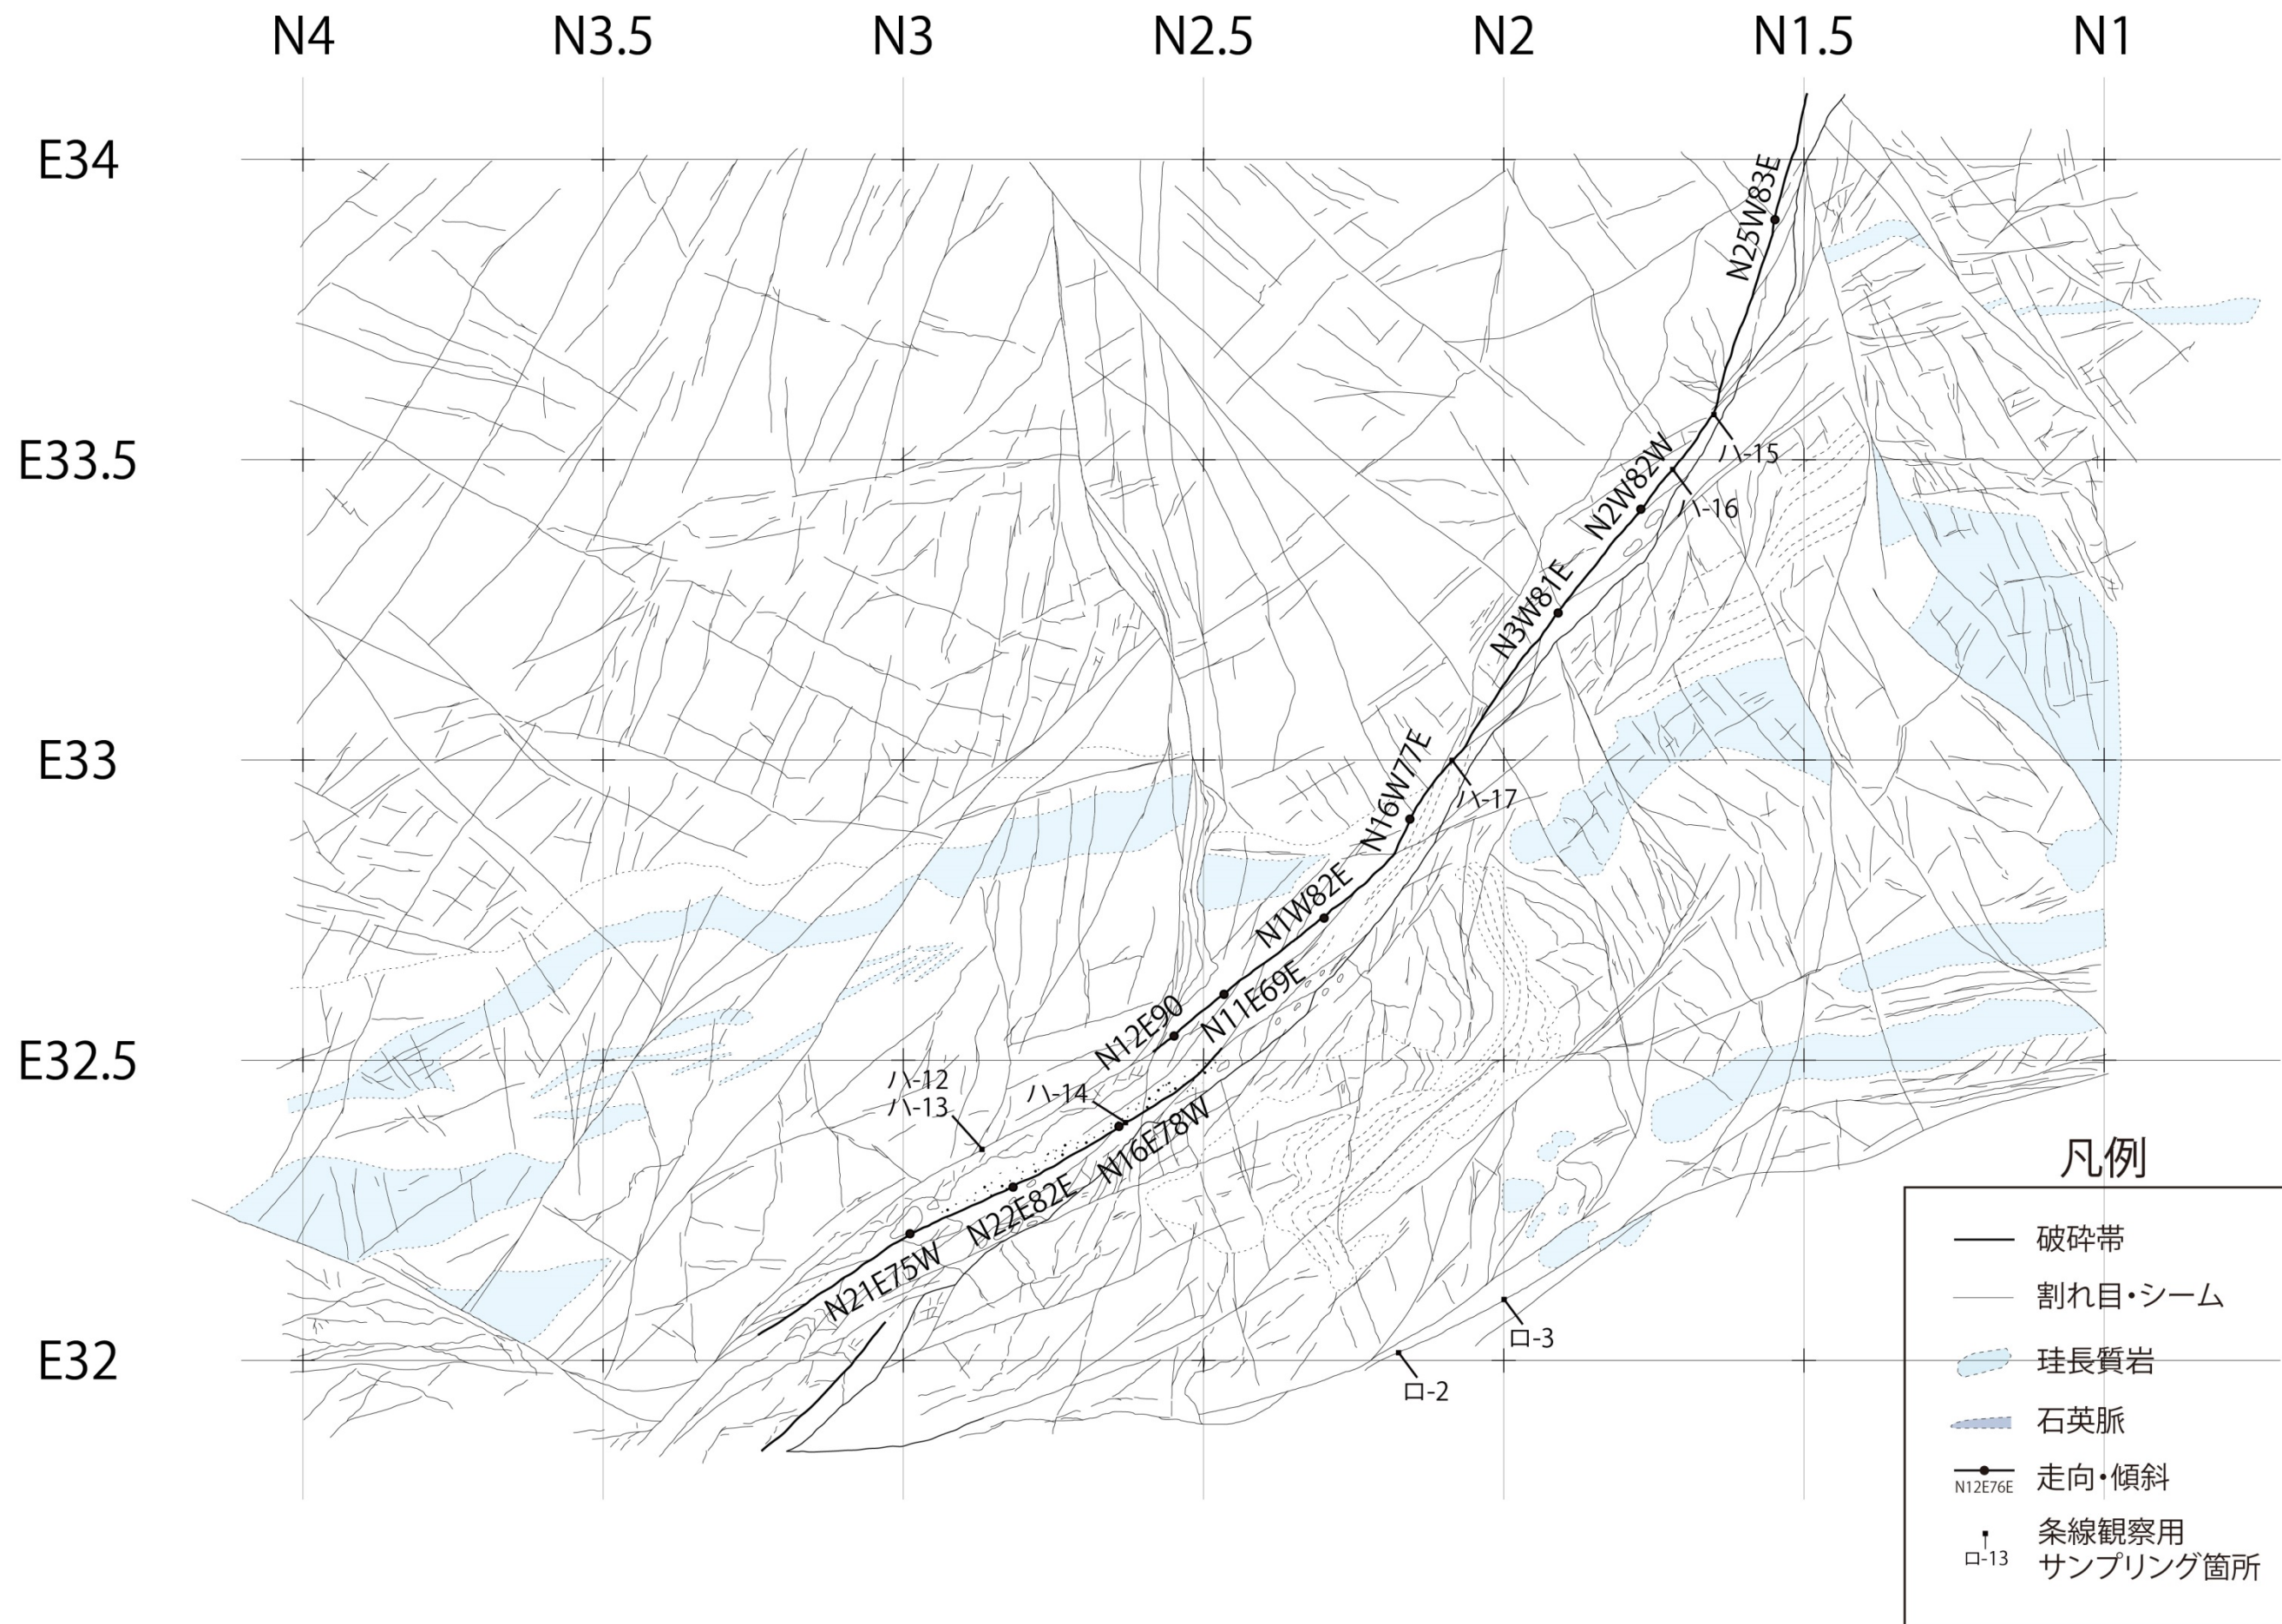 N4 N3.5 N3 N2.5 N2 N1.5 N1
E34
N25W83E
E33.5
N2W82W
ハ-15
ハ-16
N3W81E
E33
N16W77E
ハ-17
N1W82E
N11E69E
N12E90
E32.5
ハ-12
ハ-13
ハ-14
N16E78W
N22E82E
N21E75W
E32
ロ-3
ロ-2
凡例
破砕帯
割れ目・シーム
珪長質岩
石英脈
N12E76E
走向・傾斜
ロ-13
条線観察用
サンプリング箇所